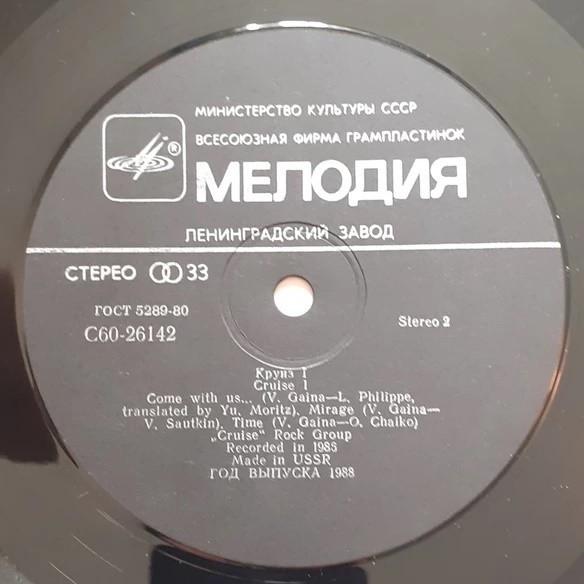 МИНИСТЕРСТВО КУЛЬТУРЫ СССР
ВСЕСОЮЗНАЯ ФИРМА ГРАМПЛАСТИНОК
®
МЕЛОДИЯ
ЛЕНИНГРАДСКИЙ ЗАВОД
СТЕРЕО 33
ГОСТ 5289-80
С60-26142
Stereo 2
Круиз 1
Cruise 1
Come with us... (V. Gaina—L. Philippe,
translated by Yu. Moritz). Mirage (V. Gaina—
V. Sautkin). Time (V. Gaina—O. Chaiko)
„Cruise“ Rock Group
Recorded in 1985
Made in USSR
ГОД ВЫПУСКА 1988